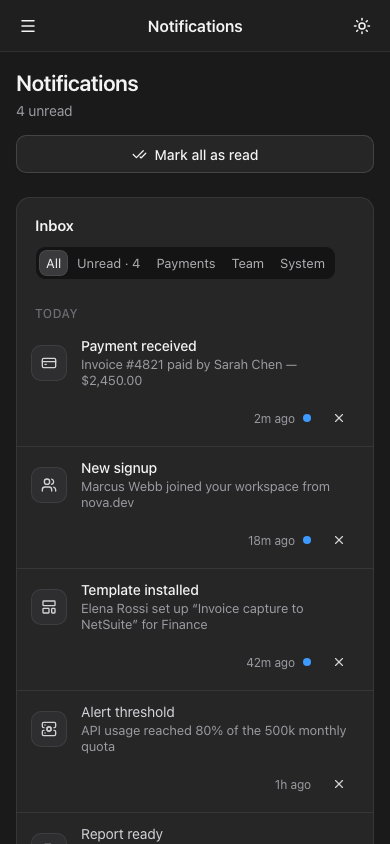 Notifications
Notifications
4 unread
Mark all as read
Inbox
All Unread · 4 Payments Team System
TODAY
Payment received
Invoice #4821 paid by Sarah Chen —
$2,450.00
2m ago
New signup
Marcus Webb joined your workspace from
nova.dev
18m ago
Template installed
Elena Rossi set up “Invoice capture to
NetSuite” for Finance
42m ago
Alert threshold
API usage reached 80% of the 500k monthly
quota
1h ago
Report ready